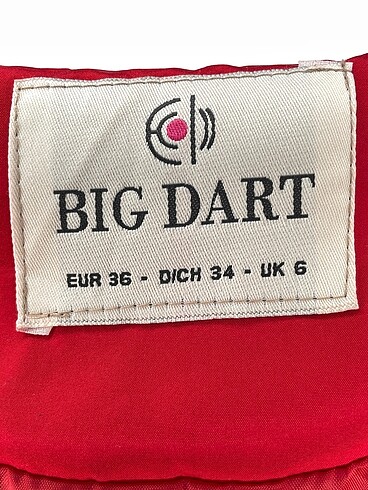 BIG DART
EUR 36 - D/CH 34 - UK 6